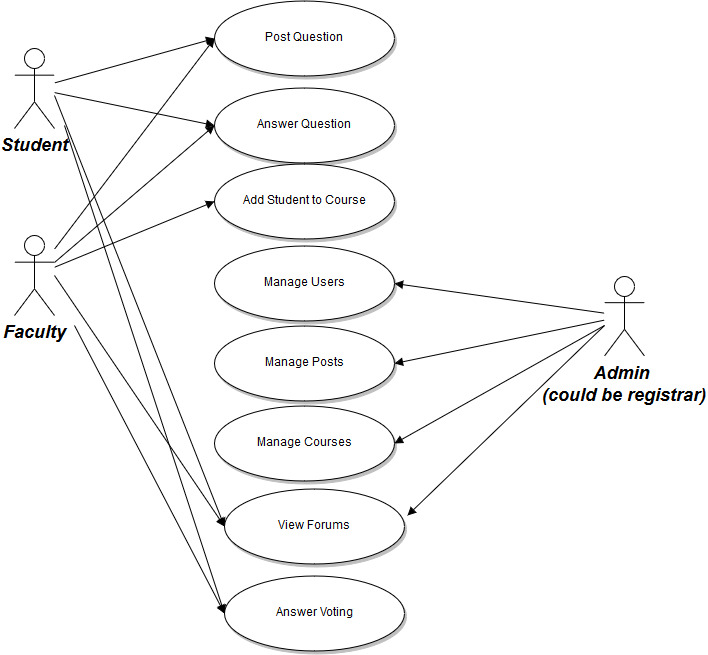 Post Question
Student
Answer Question
Add Student to Course
Faculty
Manage Users
Manage Posts
Admin
(could be registrar)
Manage Courses
View Forums
Answer Voting